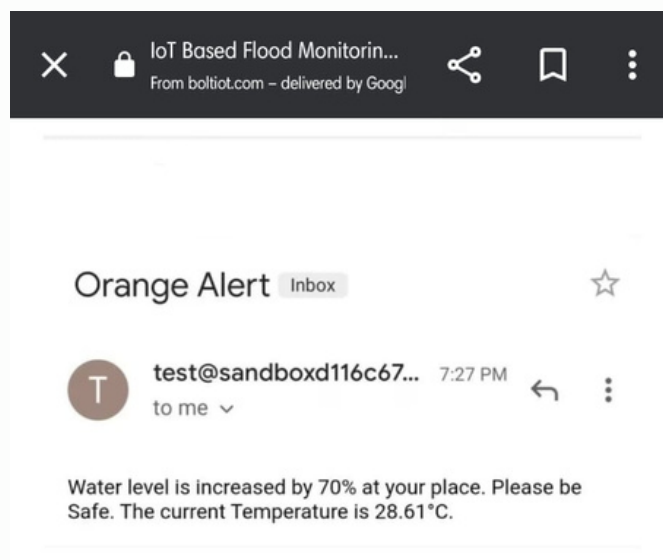 IoT Based Flood Monitorin...
From boltiot.com – delivered by Googl
Orange Alert Inbox
T
test@sandboxd116c67... 7:27 PM
to me
Water level is increased by 70% at your place. Please be
Safe. The current Temperature is 28.61°C.